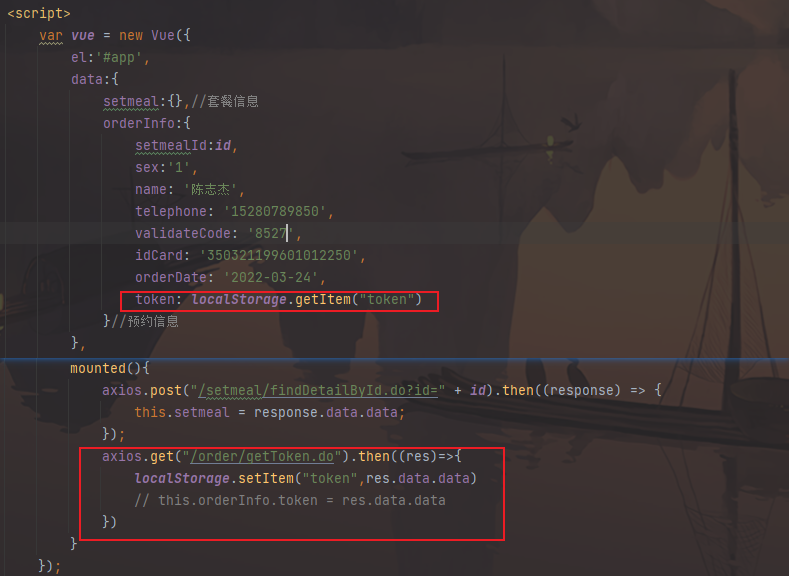 <script>
var vue = new Vue({
el:'#app',
data:{
setmeal:{},//套餐信息
orderInfo:{
setmealId:id,
sex:'1',
name: '陈志杰',
telephone: '15280789850',
validateCode: '8527',
idCard: '350321199601012250',
orderDate: '2022-03-24',
token: localStorage.getItem("token")
}//预约信息
},
mounted(){
axios.post("/setmeal/findDetailById.do?id=" + id).then((response) => {
this.setmeal = response.data.data;
});
axios.get("/order/getToken.do").then((res)=>{
localStorage.setItem("token",res.data.data)
// this.orderInfo.token = res.data.data
})
}
});